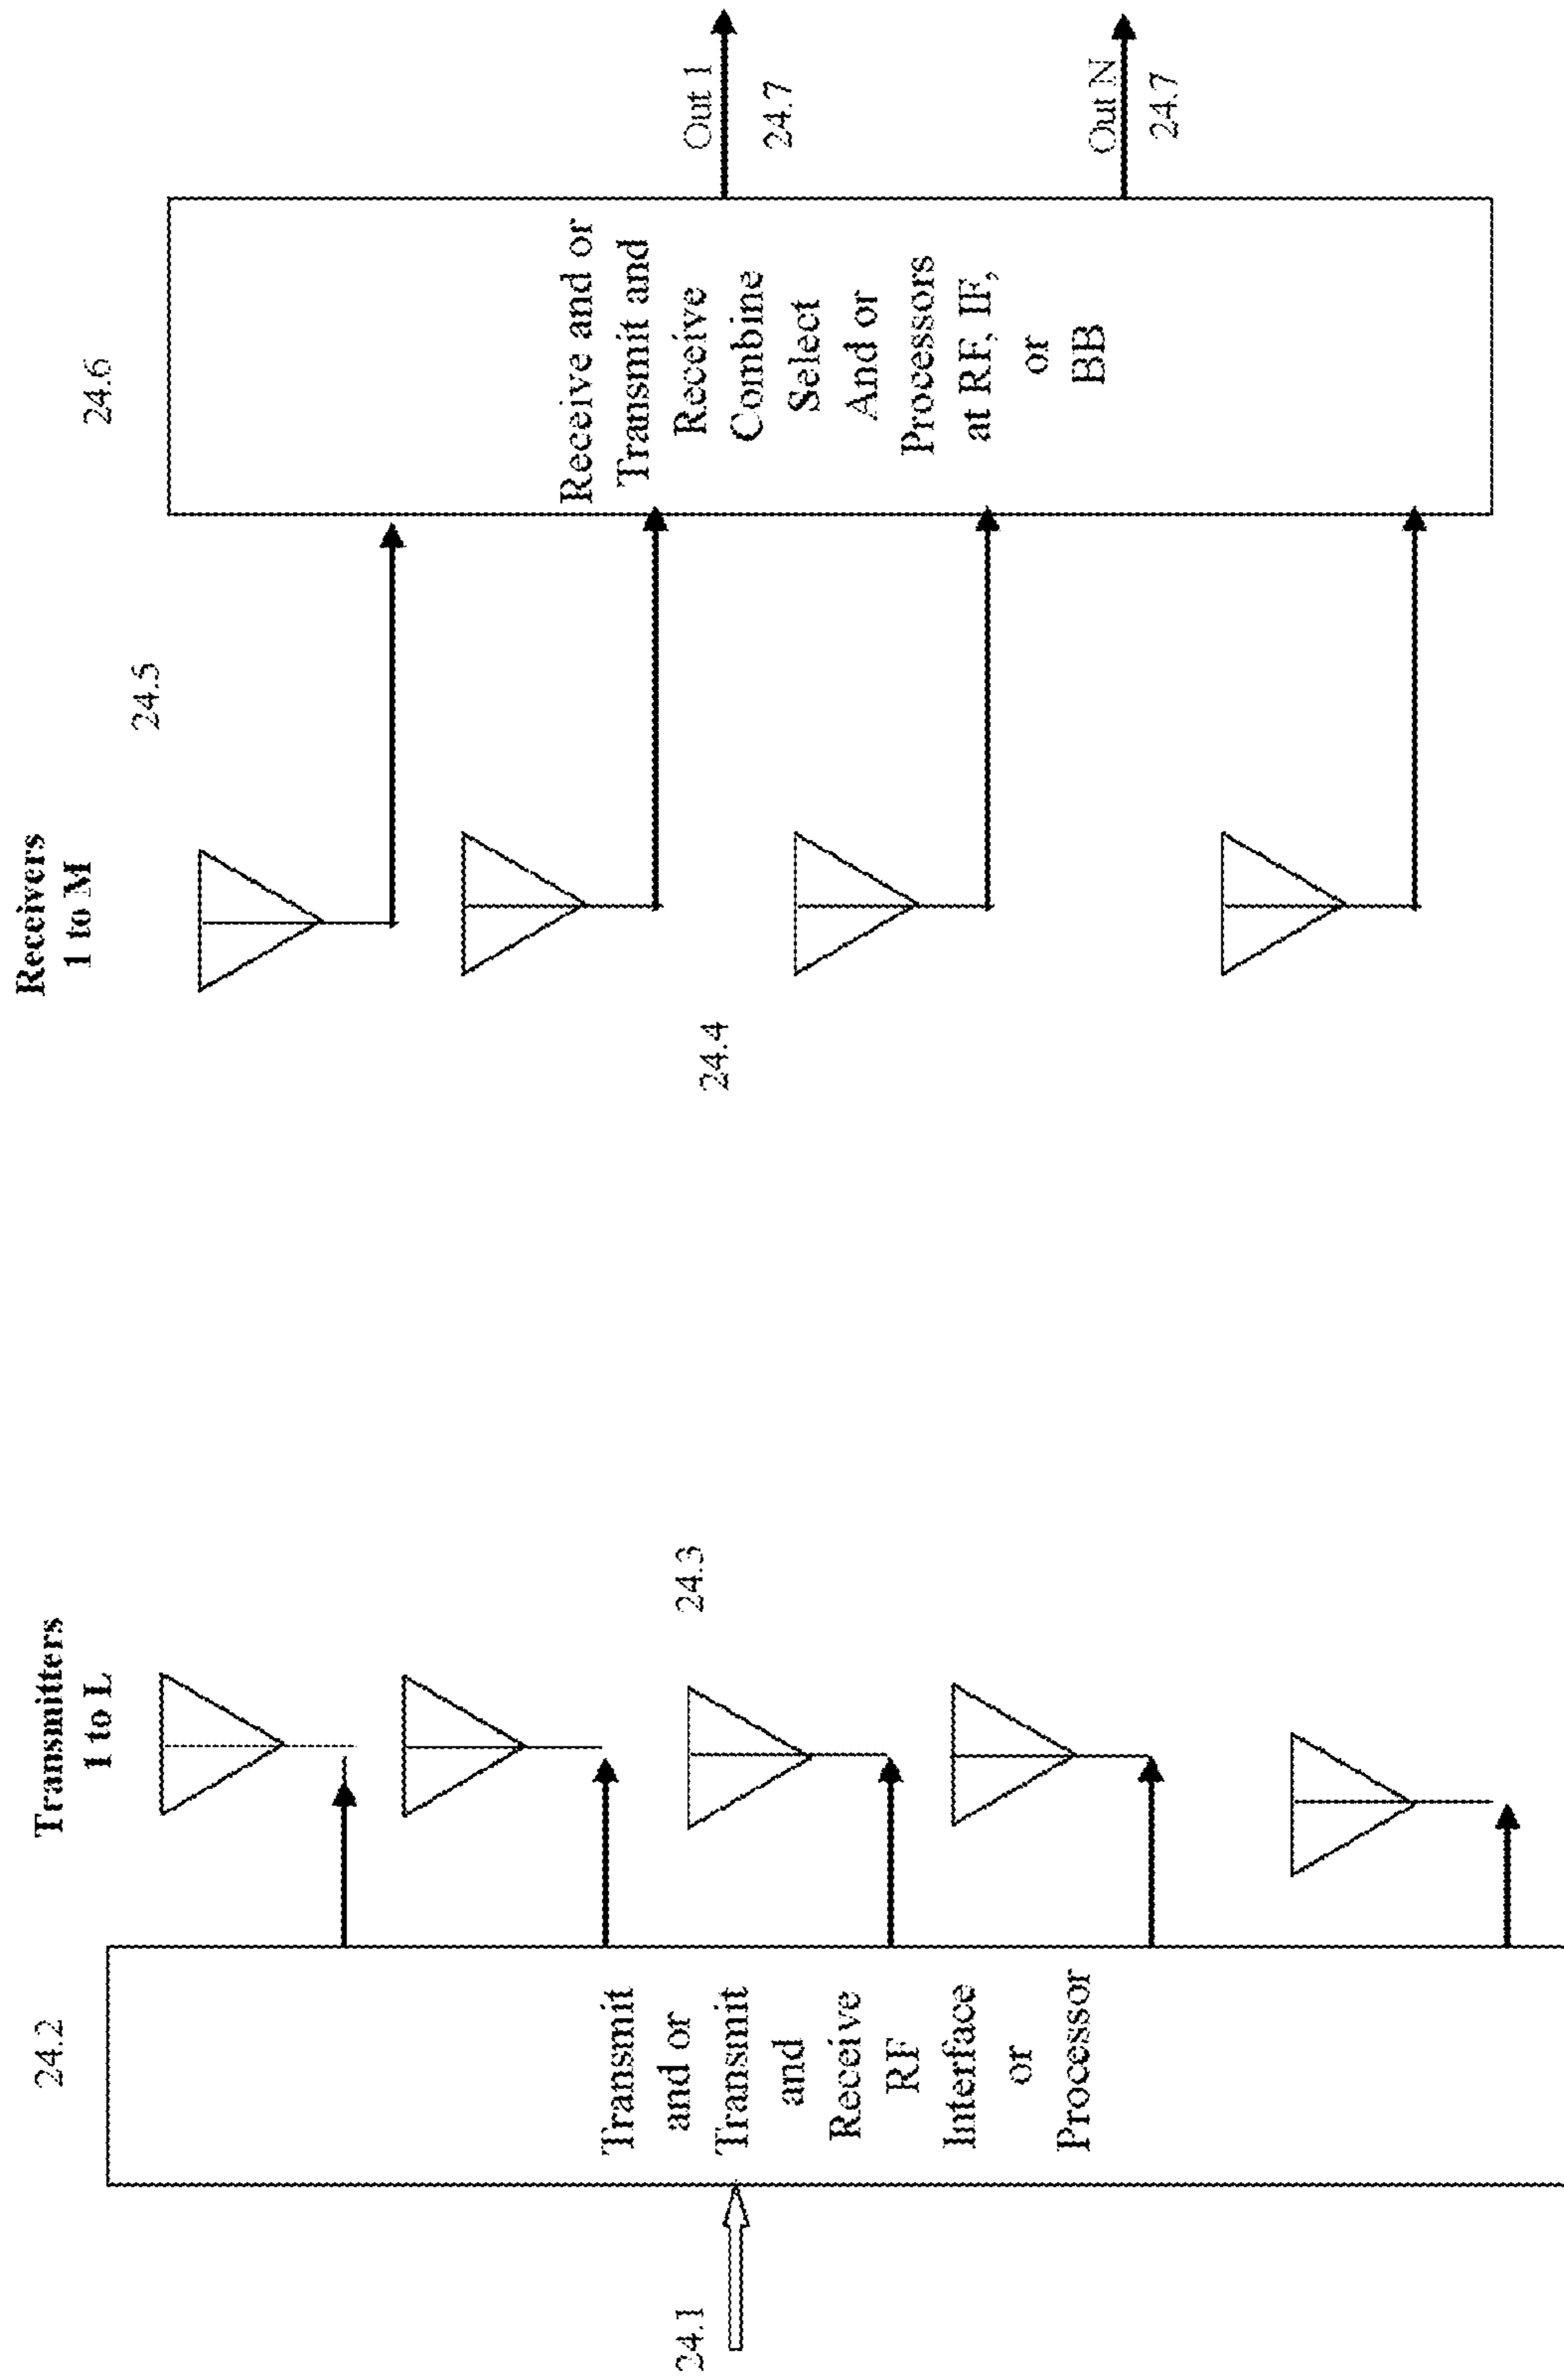 24.1
24.2
Transmit
and or
Transmit
and
Receive
RF
Interface
or
Processor
Transmitters
1 to L
24.3
24.4
Receivers
1 to M
24.5
24.6
Receive and or
Transmit and
Receive
Combine
Select
And or
Processors
at RF, IF,
or
BB
Out 1
24.7
Out N
24.7